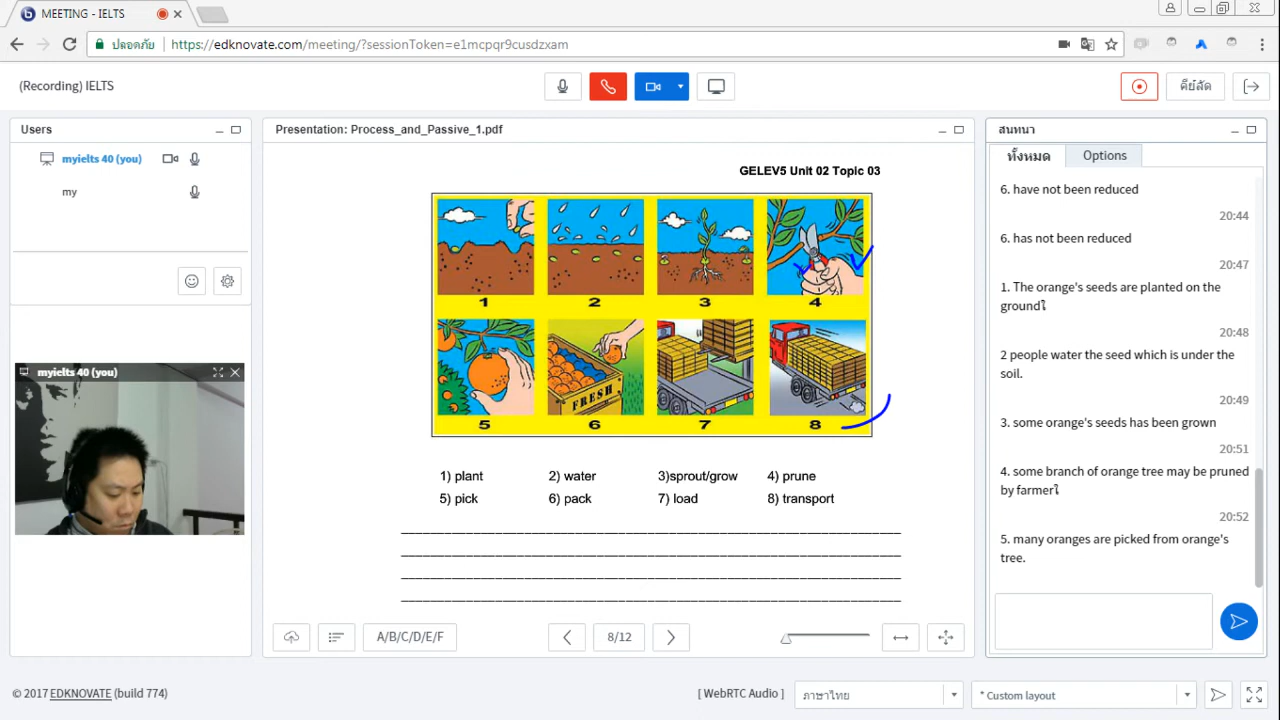 MEETING - IELTS
ปลอดภัย
https://edknovate.com/meeting/?sessionToken=e1mcpqr9cusdzxam
(Recording) IELTS
คีย์ลัด
Users
myielts 40 (you)
my
myielts 40 (you)
Presentation: Process_and_Passive_1.pdf
GELEV5 Unit 02 Topic 03
1
2
3
4
FRESH
5
6
7
8
1) plant 2) water 3)sprout/grow 4) prune
5) pick 6) pack 7) load 8) transport
A/B/C/D/E/F
8/12
สนทนา
ทั้งหมด
Options
6. have not been reduced
20:44
6. has not been reduced
20:47
1. The orange's seeds are planted on the
groundใ
20:48
2 people water the seed which is under the
soil.
20:49
3. some orange's seeds has been grown
20:51
4. some branch of orange tree may be pruned
by farmerใ
20:52
5. many oranges are picked from orange's
tree.
© 2017 EDKNOVATE (build 774)
[ WebRTC Audio ]
ภาษาไทย
* Custom layout